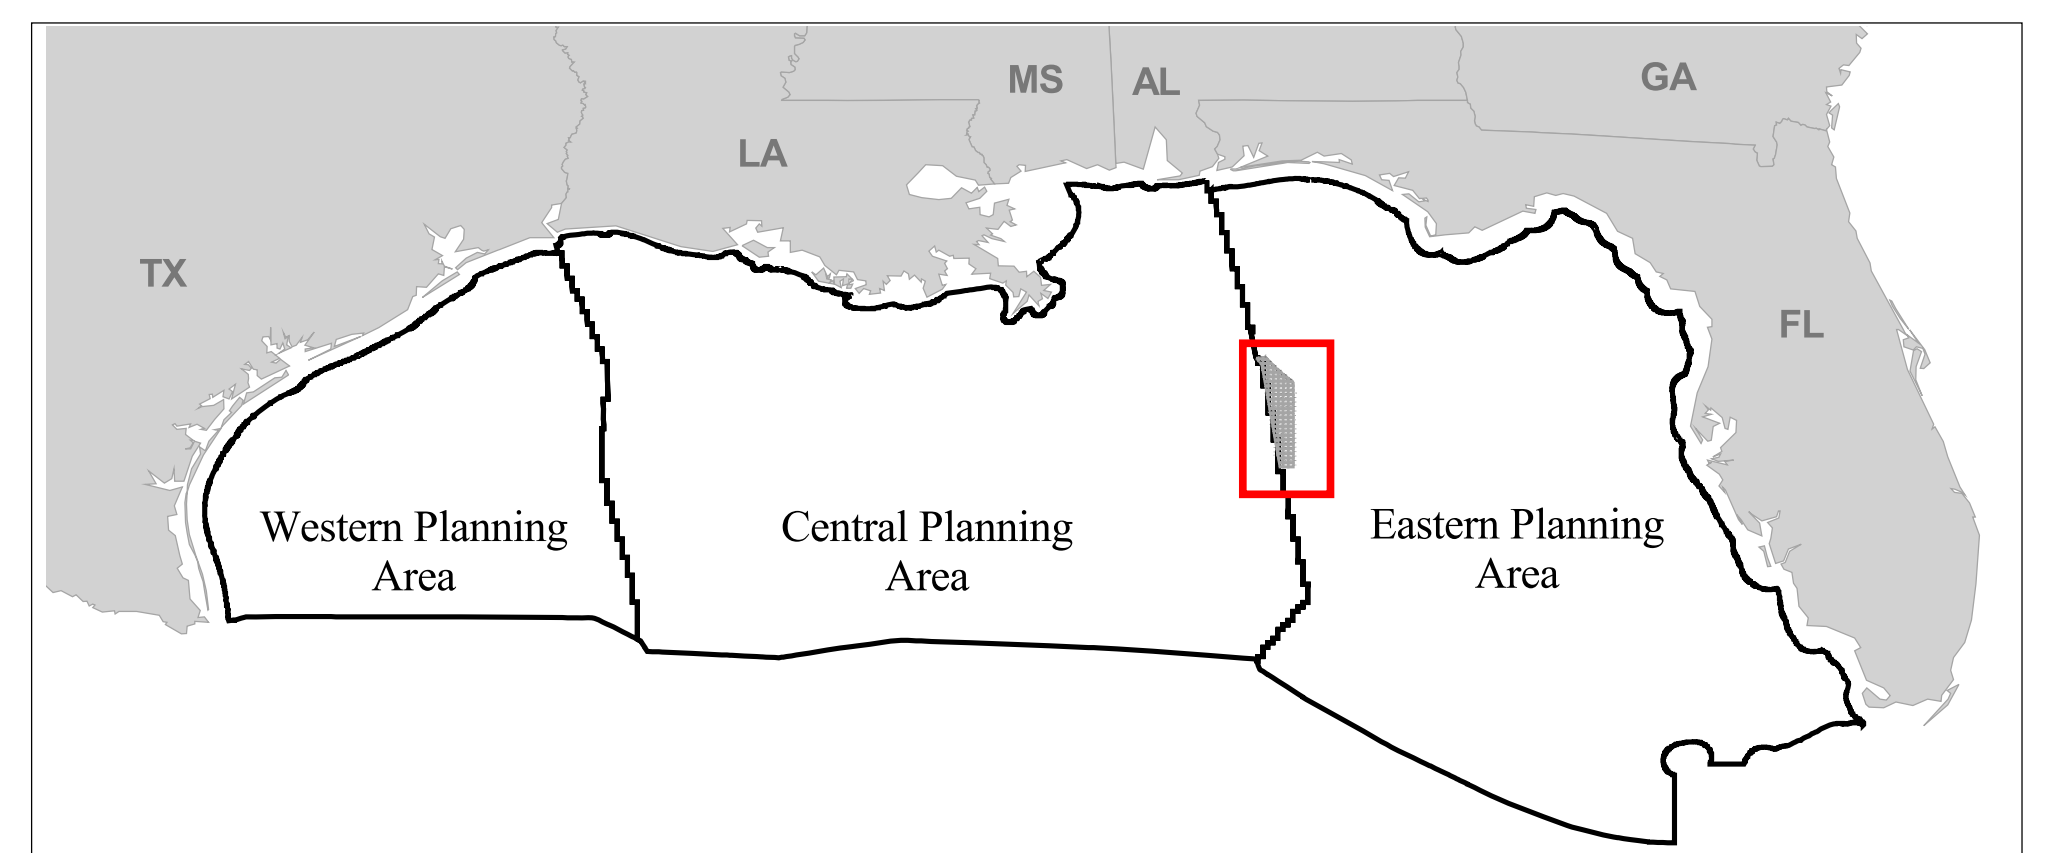 MS
AL
GA
LA
TX
FL
Western Planning
Area
Central Planning
Area
Eastern Planning
Area